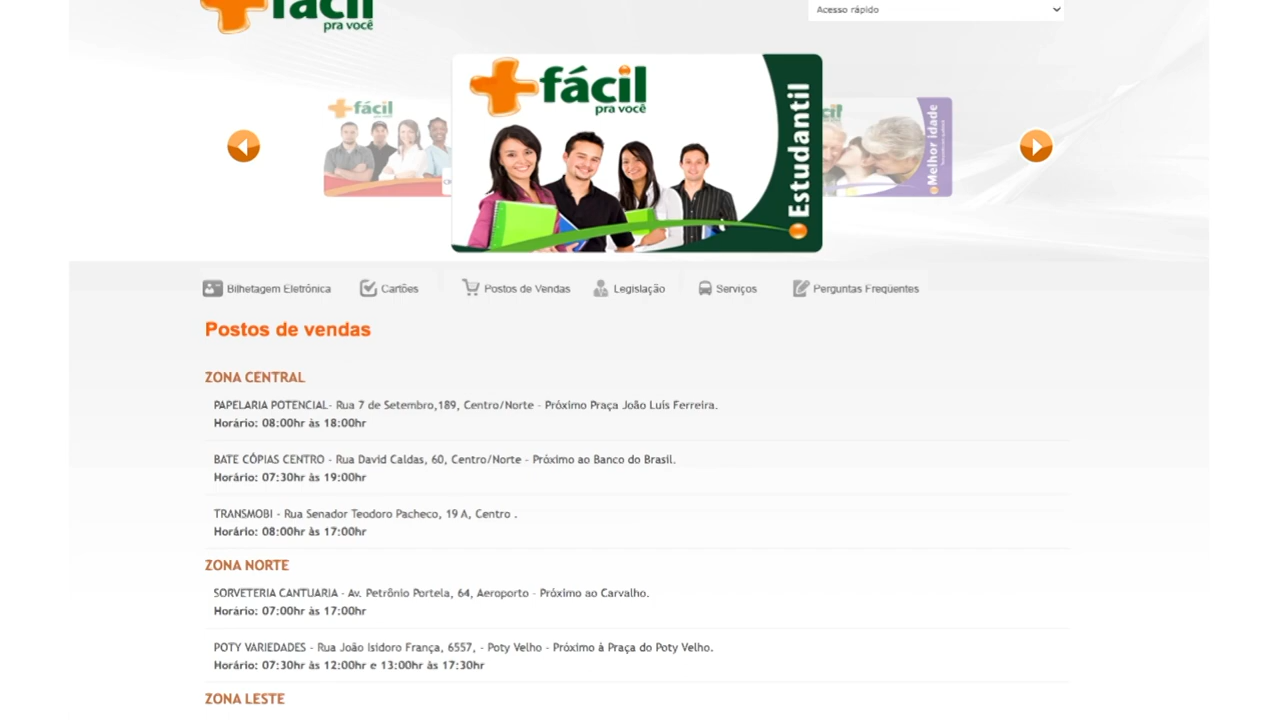 fácil
pra você
Acesso rápido
fácil
pra você
Estudantil
fácil
pra você
Melhor idade
Bilhetagem Eletrônica
Cartões
Postos de Vendas
Legislação
Serviços
Perguntas Freqüentes
Postos de vendas
ZONA CENTRAL
PAPELARIA POTENCIAL- Rua 7 de Setembro,189, Centro/Norte - Próximo Praça João Luís Ferreira.
Horário: 08:00hr às 18:00hr
BATE CÓPIAS CENTRO - Rua David Caldas, 60, Centro/Norte - Próximo ao Banco do Brasil.
Horário: 07:30hr às 19:00hr
TRANSMOBI - Rua Senador Teodoro Pacheco, 19 A, Centro .
Horário: 08:00hr às 17:00hr
ZONA NORTE
SORVETERIA CANTUARIA - Av. Petrônio Portela, 64, Aeroporto - Próximo ao Carvalho.
Horário: 07:00hr às 17:00hr
POTY VARIEDADES - Rua João Isidoro França, 6557, - Poty Velho - Próximo à Praça do Poty Velho.
Horário: 07:30hr às 12:00hr e 13:00hr às 17:30hr
ZONA LESTE